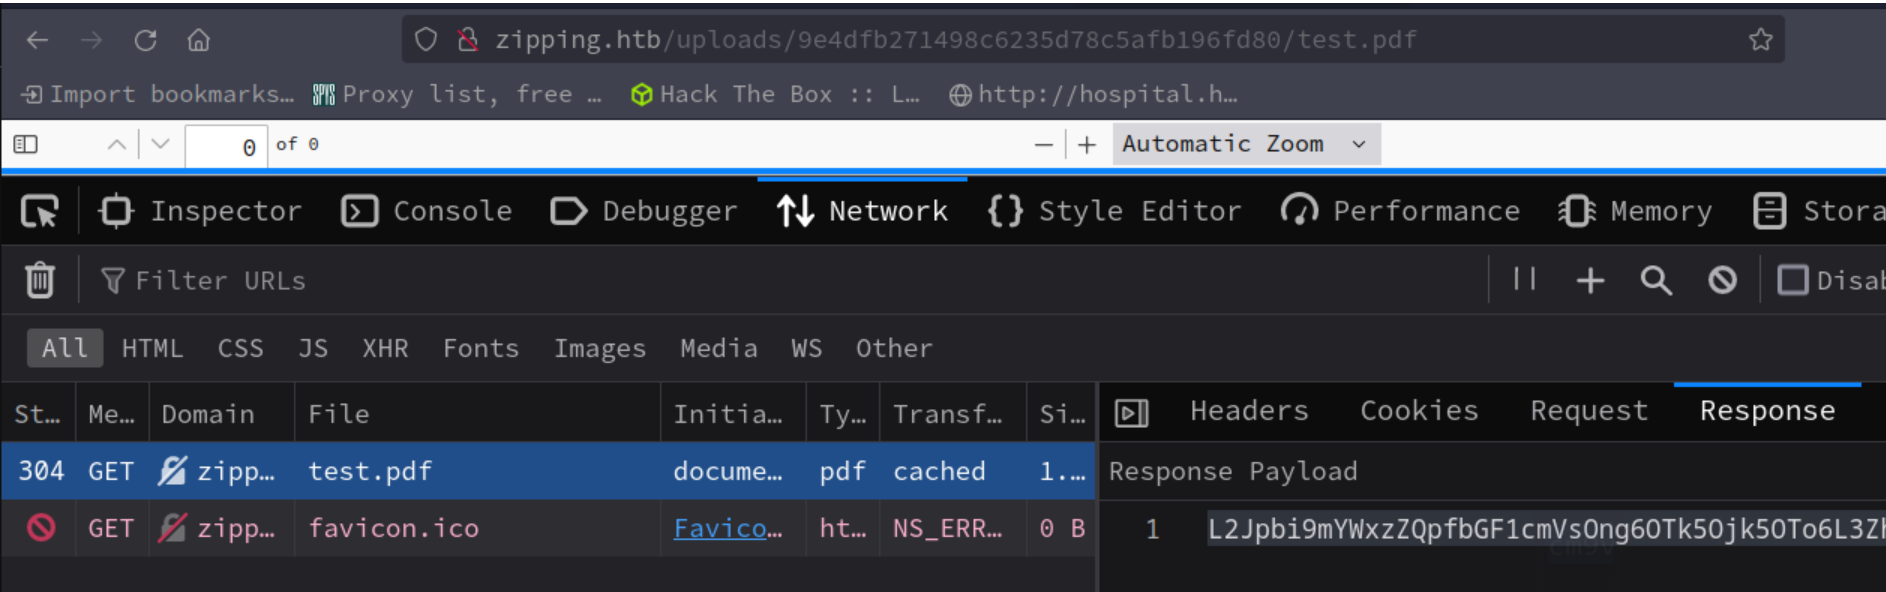 zipping.htb/uploads/9e4dfb271498c6235d78c5afb196fd80/test.pdf
Import bookmarks… SPYS Proxy list, free … Hack The Box :: L… http://hospital.h…
0 of 0 Automatic Zoom
Inspector Console Debugger Network Style Editor Performance Memory Stora
Filter URLs Disab
All HTML CSS JS XHR Fonts Images Media WS Other
St… Me… Domain File Initia… Ty… Transf… Si… Headers Cookies Request Response
304 GET zipp… test.pdf docume… pdf cached 1.… Response Payload
GET zipp… favicon.ico Favico… ht… NS_ERR… 0 B 1 L2Jpbi9mYWxzZQpfbGF1cmVsOng6OTk5Ojk5OTo6L3Zh